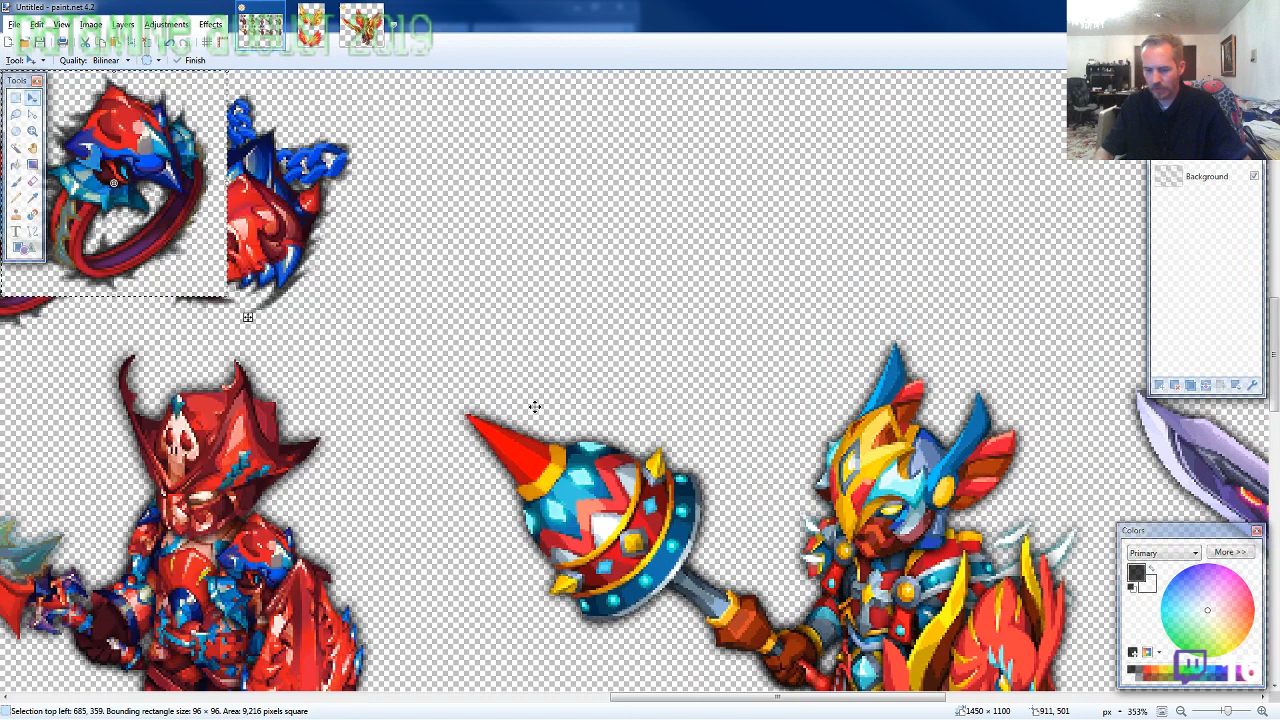 Untitled - paint.net 4.2
File Edit View Image Layers Adjustments Effects
2019
Tool: Quality: Bilinear Finish
Tools
Background
Colors
Primary More >>
Selection top left: 635, 359. Bounding rectangle size: 96 × 96. Area: 9,216 pixels square
1450 × 1100 911, 501 px 353%